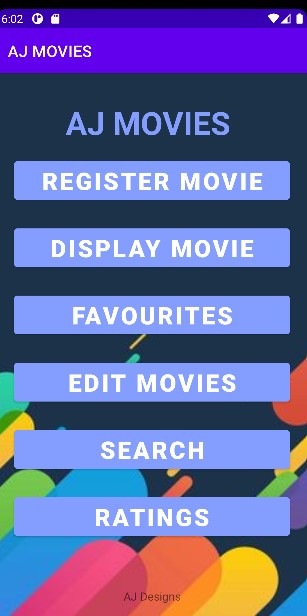 6:02
AJ MOVIES
AJ MOVIES
REGISTER MOVIE
DISPLAY MOVIE
FAVOURITES
EDIT MOVIES
SEARCH
RATINGS
AJ Designs